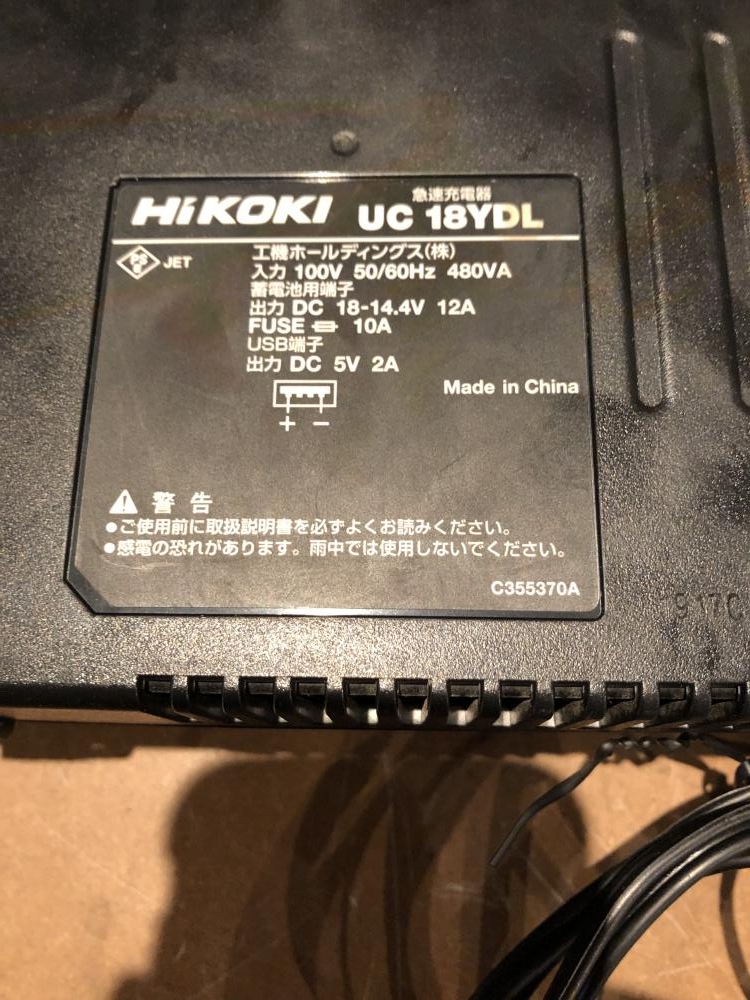 HiKOKI
急速充電器
UC 18YDL
PS
E
JET
工機ホールディングス(株)
入力 100V 50/60Hz 480VA
蓄電池用端子
出力 DC 18-14.4V 12A
FUSE 10A
USB端子
出力 DC 5V 2A
Made in China
+ −
警告
●ご使用前に取扱説明書を必ずよくお読みください。
●感電の恐れがあります。雨中では使用しないでください。
C355370A